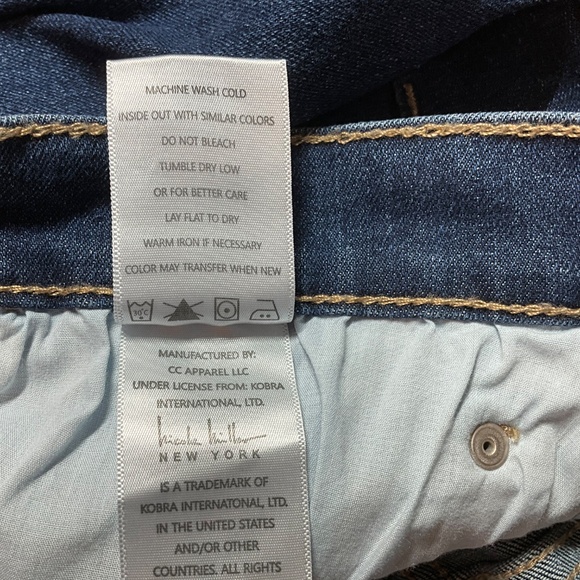 MACHINE WASH COLD
INSIDE OUT WITH SIMILAR COLORS
DO NOT BLEACH
TUMBLE DRY LOW
OR FOR BETTER CARE
LAY FLAT TO DRY
WARM IRON IF NECESSARY
COLOR MAY TRANSFER WHEN NEW
30°C
MANUFACTURED BY:
CC APPAREL LLC
UNDER LICENSE FROM: KOBRA
INTERNATIONAL, LTD.
nicole miller
NEW YORK
IS A TRADEMARK OF
KOBRA INTERNATONAL, LTD.
IN THE UNITED STATES
AND/OR OTHER
COUNTRIES. ALL RIGHTS